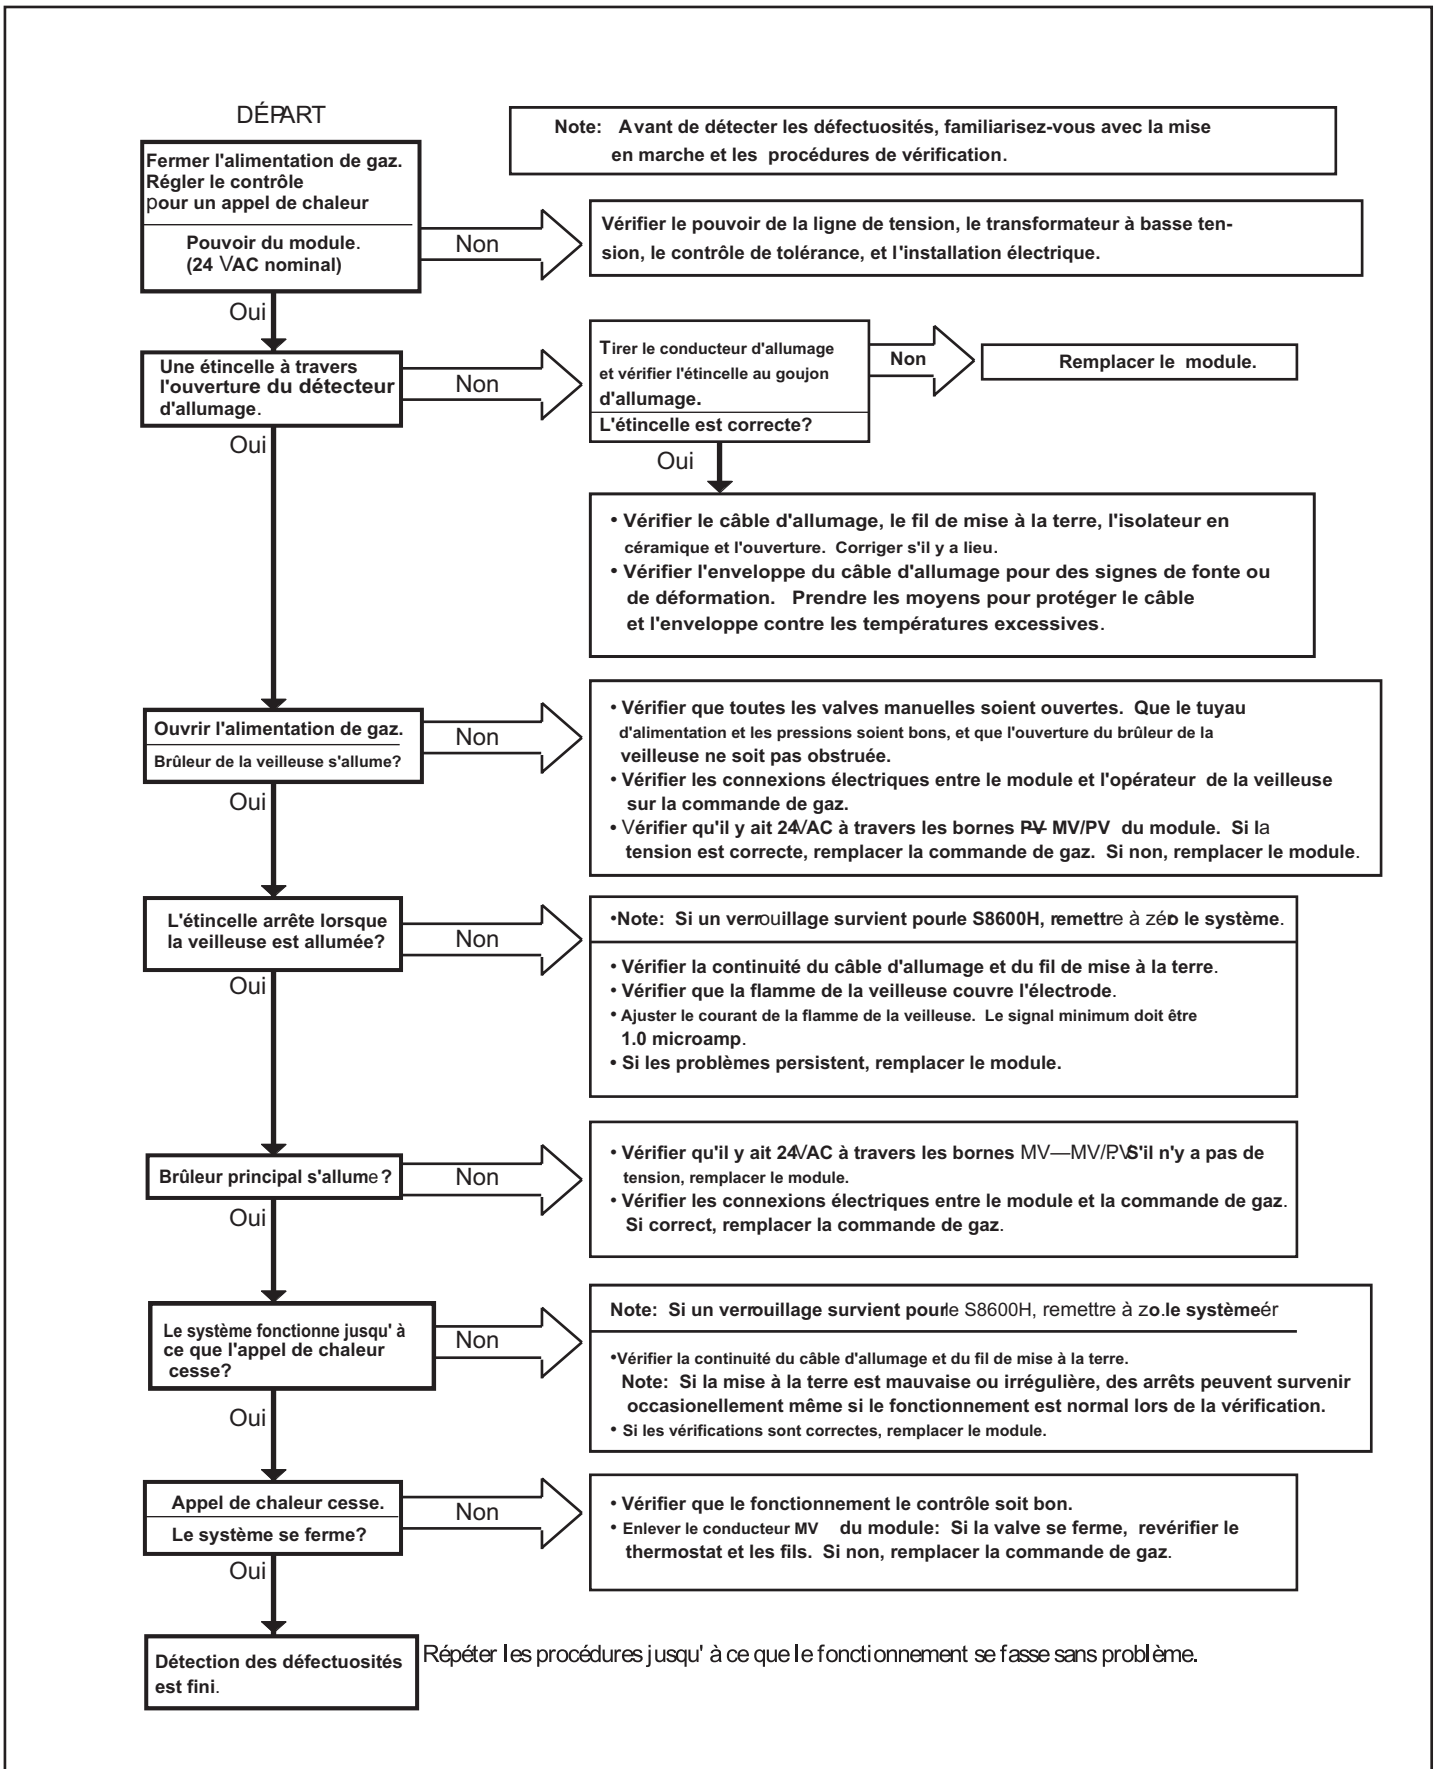 DÉPART
Note: Avant de détecter les défectuosités, familiarisez-vous avec la mise
en marche et les procédures de vérification.
Fermer l'alimentation de gaz.
Régler le contrôle
pour un appel de chaleur
Pouvoir du module.
(24 VAC nominal)
Non
Vérifier le pouvoir de la ligne de tension, le transformateur à basse ten-
sion, le contrôle de tolérance, et l'installation électrique.
Oui
Une étincelle à travers
l'ouverture du détecteur
d'allumage.
Non
Tirer le conducteur d'allumage
et vérifier l'étincelle au goujon
d'allumage.
L'étincelle est correcte?
Non
Remplacer le module.
Oui
Oui
• Vérifier le câble d'allumage, le fil de mise à la terre, l'isolateur en
céramique et l'ouverture. Corriger s'il y a lieu.
• Vérifier l'enveloppe du câble d'allumage pour des signes de fonte ou
de déformation. Prendre les moyens pour protéger le câble
et l'enveloppe contre les températures excessives.
Ouvrir l'alimentation de gaz.
Brûleur de la veilleuse s'allume?
Non
• Vérifier que toutes les valves manuelles soient ouvertes. Que le tuyau
d'alimentation et les pressions soient bons, et que l'ouverture du brûleur de la
veilleuse ne soit pas obstruée.
• Vérifier les connexions électriques entre le module et l'opérateur de la veilleuse
sur la commande de gaz.
• Vérifier qu'il y ait 24VAC à travers les bornes PV- MV/PV du module. Si la
tension est correcte, remplacer la commande de gaz. Si non, remplacer le module.
Oui
L'étincelle arrête lorsque
la veilleuse est allumée?
Non
•Note: Si un verrouillage survient pour le S8600H, remettre à zéro le système.
• Vérifier la continuité du câble d'allumage et du fil de mise à la terre.
• Vérifier que la flamme de la veilleuse couvre l'électrode.
• Ajuster le courant de la flamme de la veilleuse. Le signal minimum doit être
1.0 microamp.
• Si les problèmes persistent, remplacer le module.
Oui
Brûleur principal s'allume?
Non
• Vérifier qu'il y ait 24VAC à travers les bornes MV—MV/PV. S'il n'y a pas de
tension, remplacer le module.
• Vérifier les connexions électriques entre le module et la commande de gaz.
Si correct, remplacer la commande de gaz.
Oui
Le système fonctionne jusqu' à
ce que l'appel de chaleur
cesse?
Non
Note: Si un verrouillage survient pour le S8600H, remettre à zo.le systèmeér
•Vérifier la continuité du câble d'allumage et du fil de mise à la terre.
Note: Si la mise à la terre est mauvaise ou irrégulière, des arrêts peuvent survenir
occasionellement même si le fonctionnement est normal lors de la vérification.
• Si les vérifications sont correctes, remplacer le module.
Oui
Appel de chaleur cesse.
Le système se ferme?
Non
• Vérifier que le fonctionnement le contrôle soit bon.
• Enlever le conducteur MV du module: Si la valve se ferme, revérifier le
thermostat et les fils. Si non, remplacer la commande de gaz.
Oui
Détection des défectuosités
est fini.
Répéter les procédures jusqu' à ce que le fonctionnement se fasse sans problème.